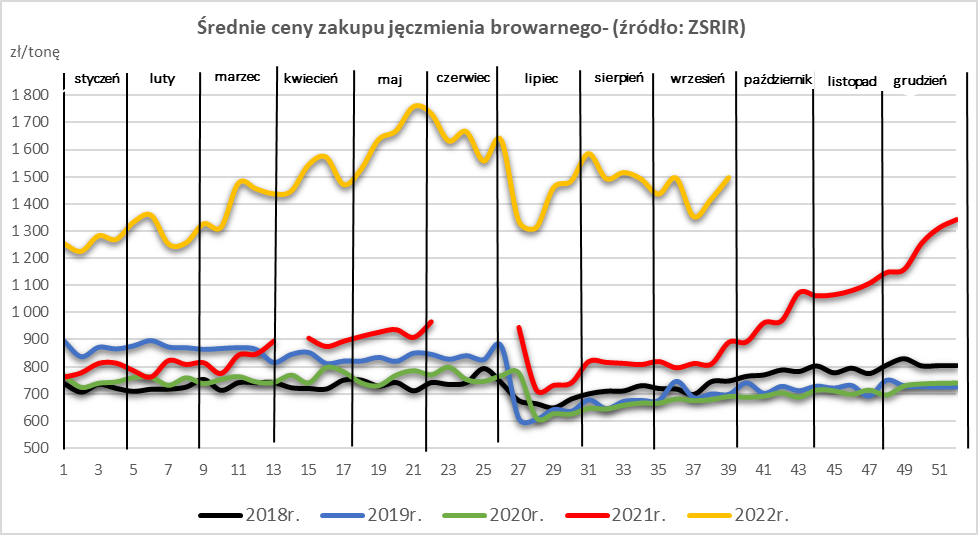 Średnie ceny zakupu jęczmienia browarnego- (źródło: ZSRIR)
zł/tonę
styczeń luty marzec kwiecień maj czerwiec lipiec sierpień wrzesień październik listopad grudzień
1 800
1 700
1 600
1 500
1 400
1 300
1 200
1 100
1 000
900
800
700
600
500
1 3 5 7 9 11 13 15 17 19 21 23 25 27 29 31 33 35 37 39 41 43 45 47 49 51
2018r. 2019r. 2020r. 2021r. 2022r.